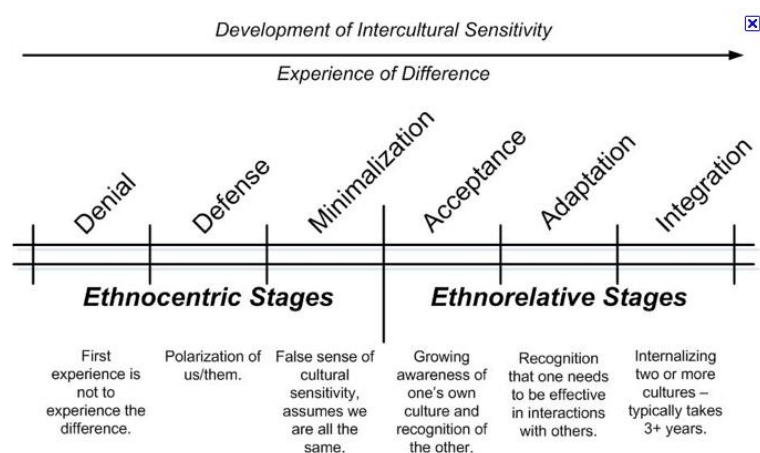 Development of Intercultural Sensitivity
Experience of Difference
Denial
Defense
Minimalization
Acceptance
Adaptation
Integration
Ethnocentric Stages
Ethnorelative Stages
First
experience is
not to
experience the
difference.
Polarization of
us/them.
False sense of
cultural
sensitivity,
assumes we
are all the
same.
Growing
awareness of
one's own
culture and
recognition of
the other.
Recognition
that one needs
to be effective
in interactions
with others.
Internalizing
two or more
cultures –
typically takes
3+ years.